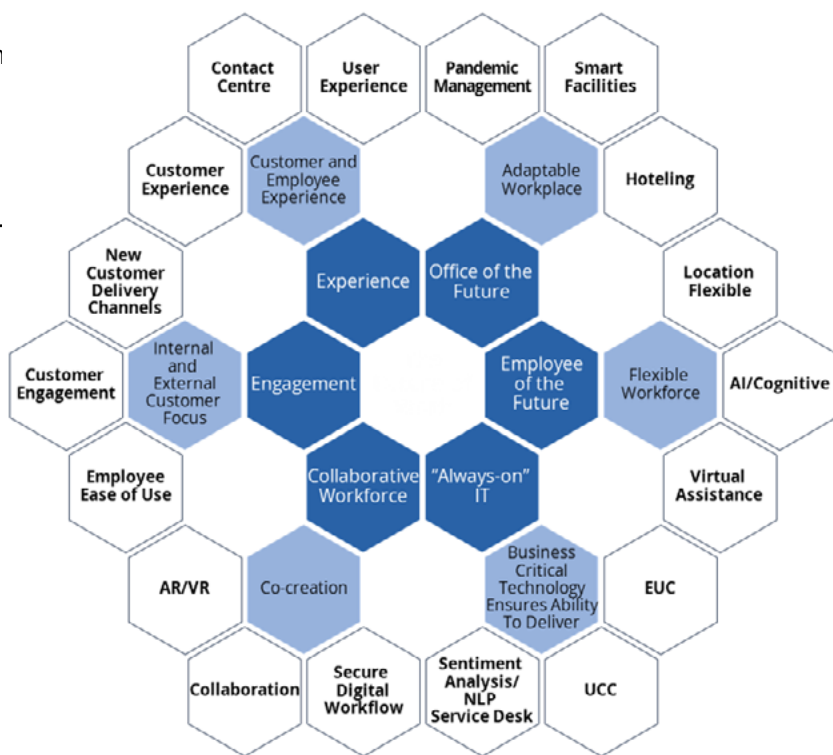 Contact
Centre
User
Experience
Pandemic
Management
Smart
Facilities
Customer
Experience
Customer and
Employee
Experience
Adaptable
Workplace
Hoteling
New
Customer
Delivery
Channels
Experience
Office of the
Future
Location
Flexible
Customer
Engagement
Internal
and
External
Customer
Focus
Engagement
Employee
of the
Future
Flexible
Workforce
AI/Cognitive
Employee
Ease of Use
Collaborative
Workforce
"Always-on"
IT
Virtual
Assistance
AR/VR
Co-creation
Business
Critical
Technology
Ensures Ability
To Deliver
EUC
Collaboration
Secure
Digital
Workflow
Sentiment
Analysis/
NLP
Service Desk
UCC